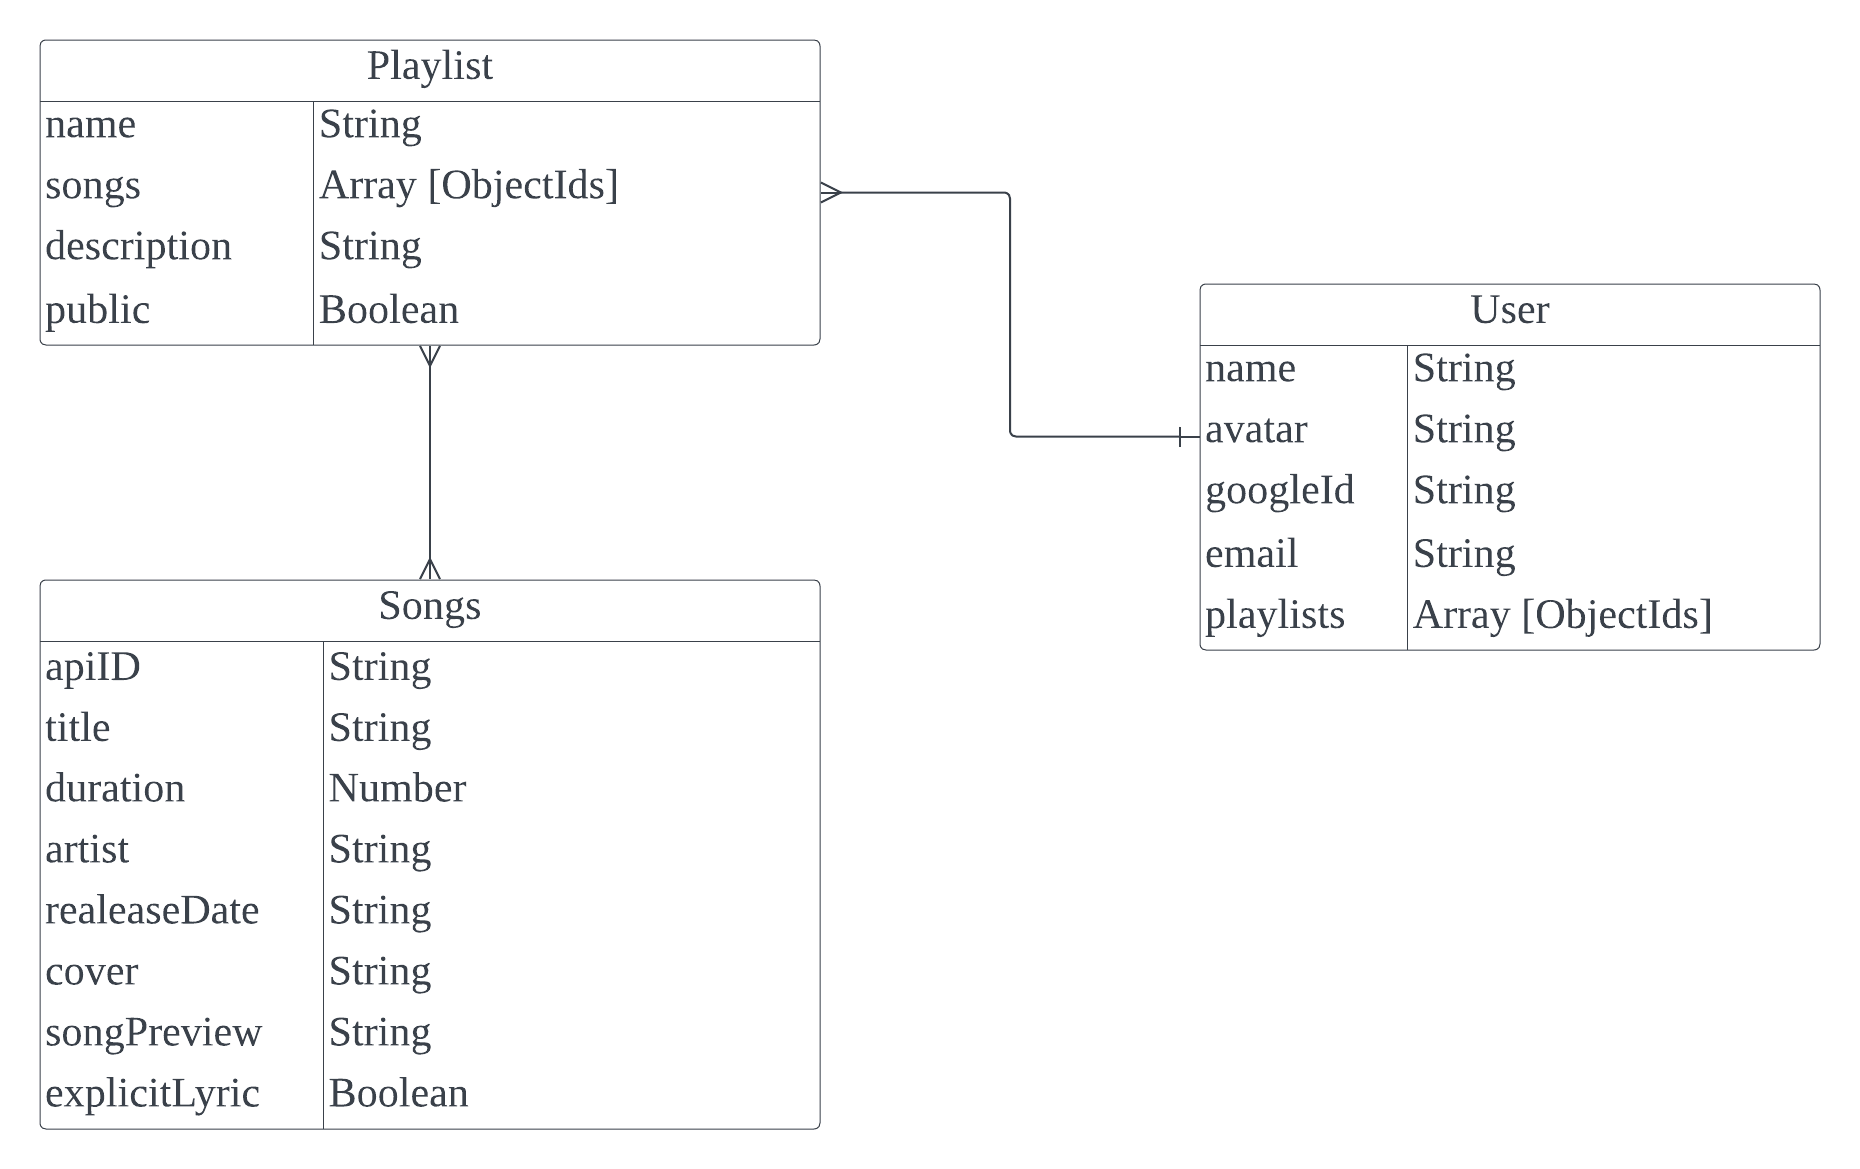 Playlist
name String
songs Array [ObjectIds]
description String
public Boolean
User
name String
avatar String
googleId String
email String
playlists Array [ObjectIds]
Songs
apiID String
title String
duration Number
artist String
realeaseDate String
cover String
songPreview String
explicitLyric Boolean